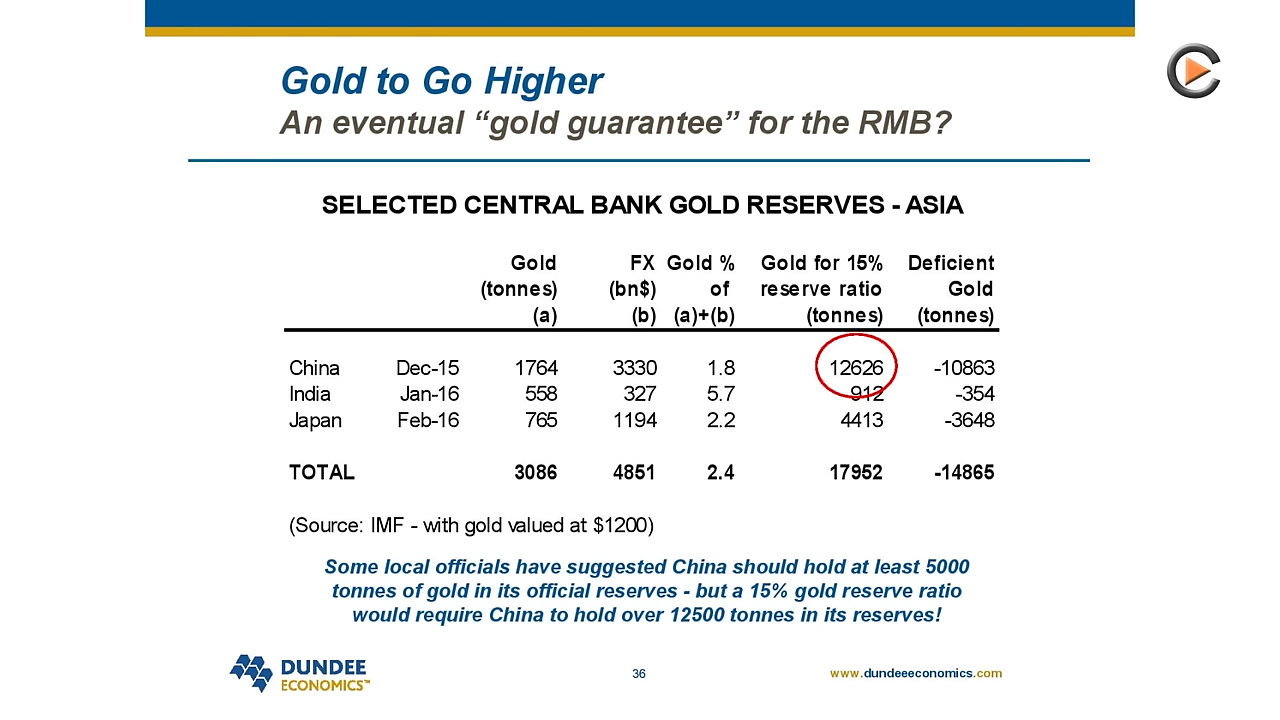 Gold to Go Higher
An eventual “gold guarantee” for the RMB?
SELECTED CENTRAL BANK GOLD RESERVES - ASIA
Gold FX Gold % Gold for 15% Deficient
(tonnes) (bn$) of reserve ratio Gold
(a) (b) (a)+(b) (tonnes) (tonnes)
China Dec-15 1764 3330 1.8 12626 -10863
India Jan-16 558 327 5.7 912 -354
Japan Feb-16 765 1194 2.2 4413 -3648
TOTAL 3086 4851 2.4 17952 -14865
(Source: IMF - with gold valued at $1200)
Some local officials have suggested China should hold at least 5000
tonnes of gold in its official reserves - but a 15% gold reserve ratio
would require China to hold over 12500 tonnes in its reserves!
DUNDEE
ECONOMICS™
36
www.dundeeeconomics.com